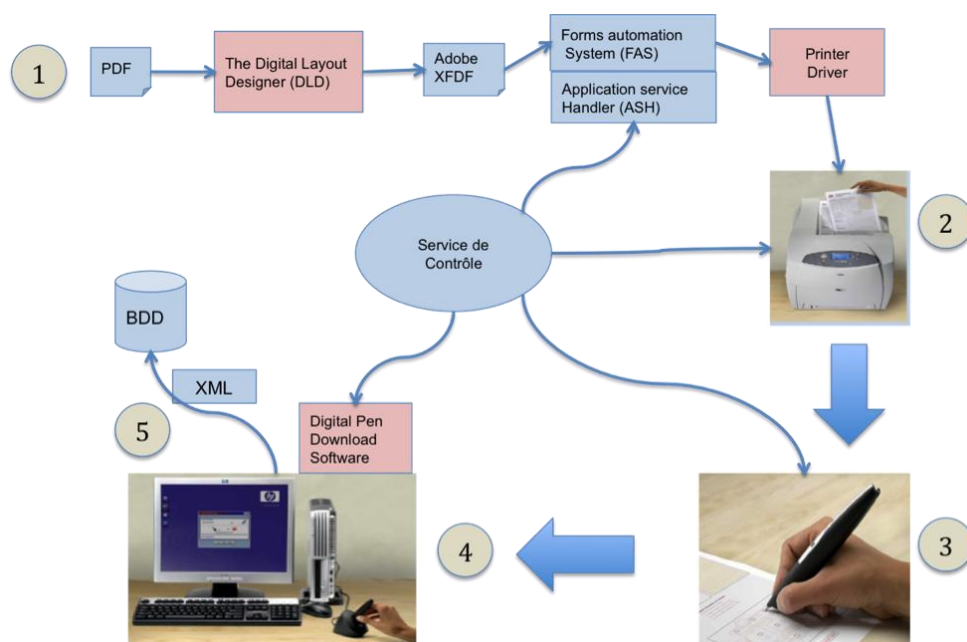 1
PDF
The Digital Layout
Designer (DLD)
Adobe
XFDF
Forms automation
System (FAS)
Application service
Handler (ASH)
Printer
Driver
2
Service de
Contrôle
BDD
XML
5
Digital Pen
Download
Software
4
3